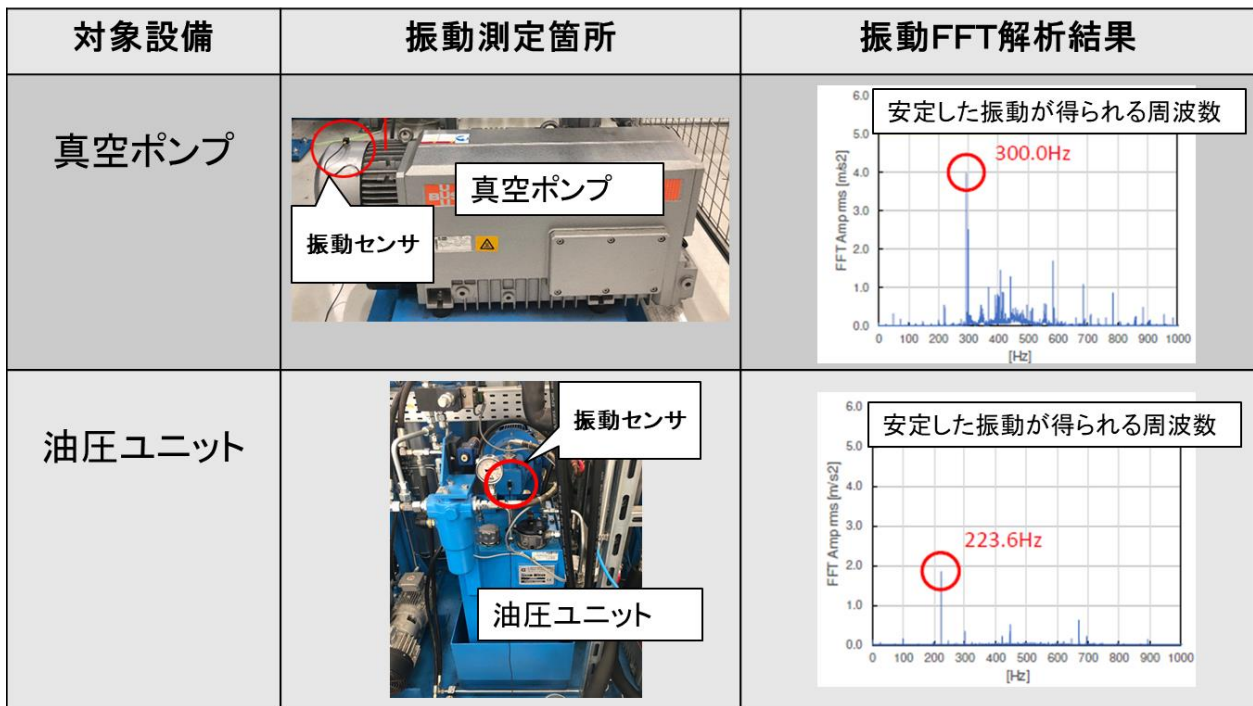 対象設備
振動測定箇所
振動FFT解析結果
真空ポンプ
真空ポンプ
振動センサ
安定した振動が得られる周波数
300.0Hz
FFT Amp rms [m/s2]
6.0
5.0
4.0
3.0
2.0
1.0
0.0
0 100 200 300 400 500 600 700 800 900 1000
[Hz]
油圧ユニット
振動センサ
油圧ユニット
安定した振動が得られる周波数
223.6Hz
FFT Amp rms [m/s2]
6.0
5.0
4.0
3.0
2.0
1.0
0.0
0 100 200 300 400 500 600 700 800 900 1000
[Hz]